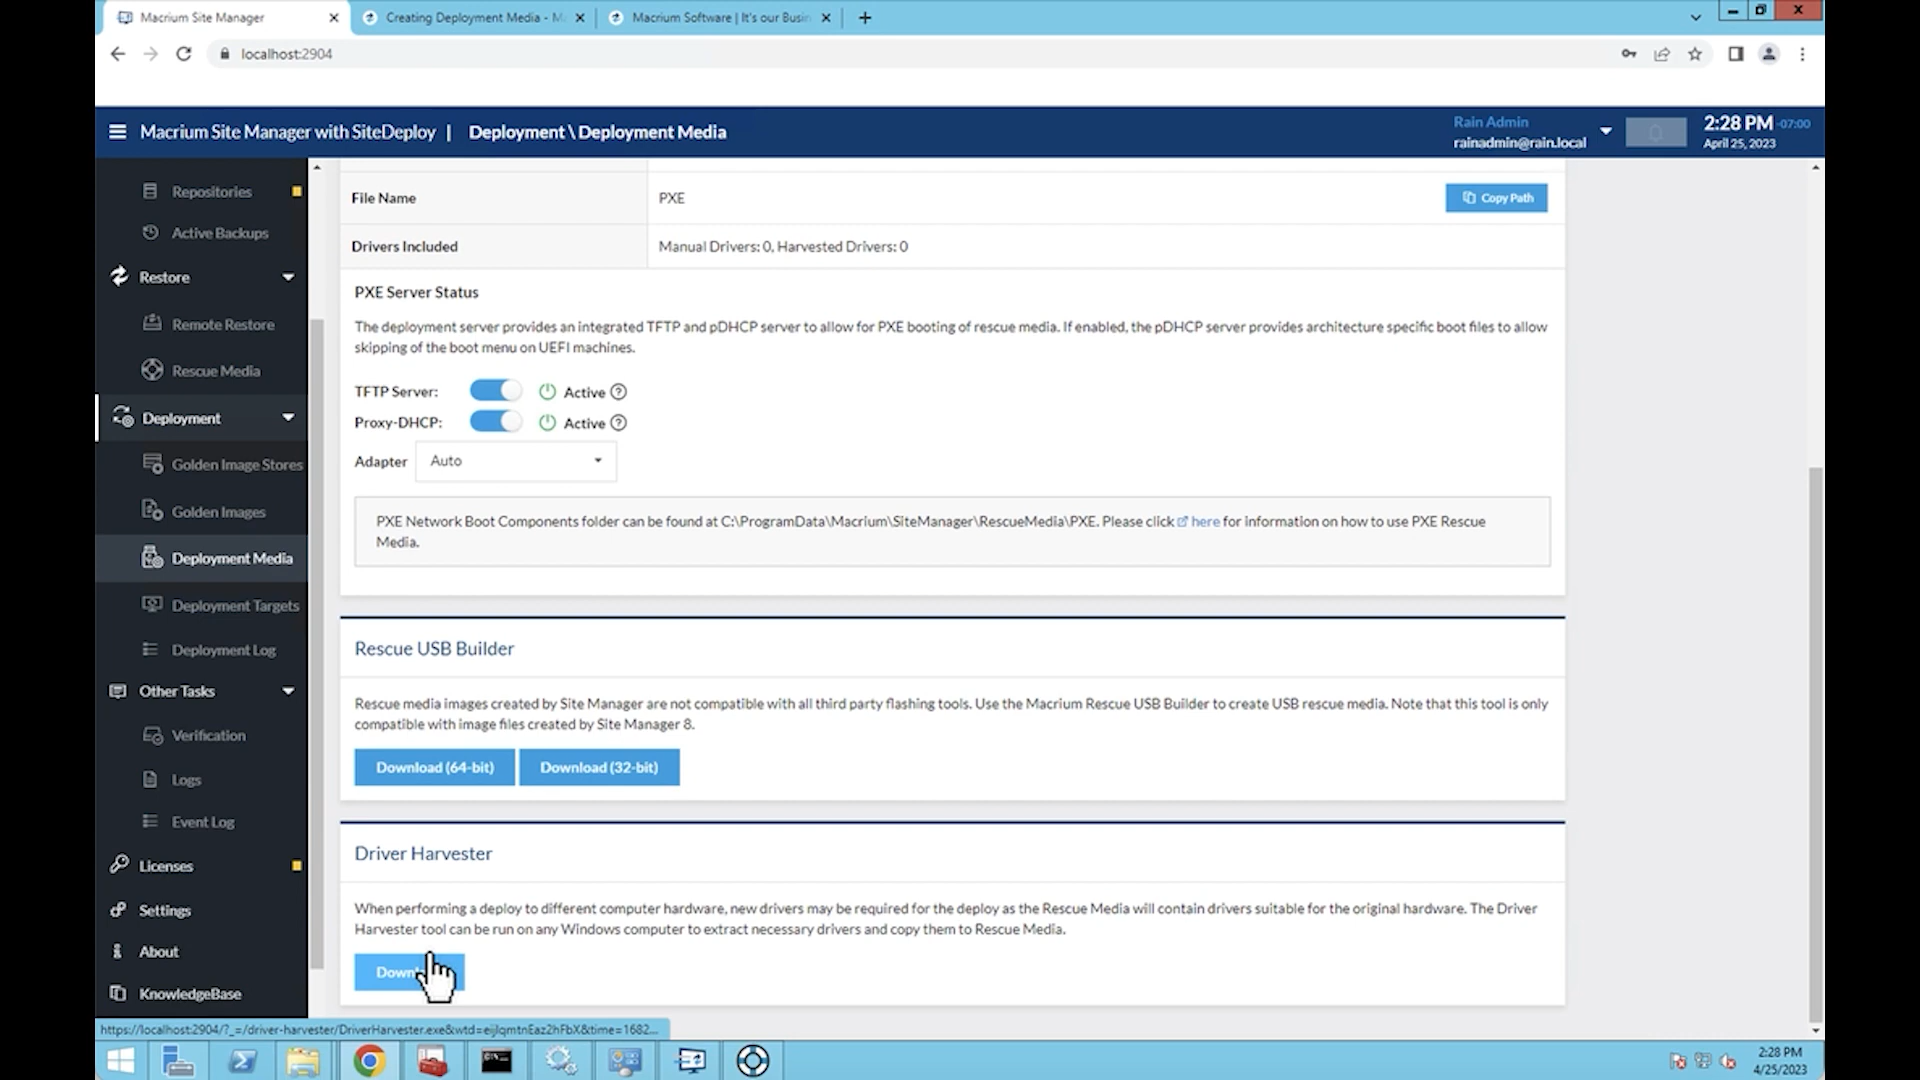 Macrium Site Manager
Creating Deployment Media - M
Macrium Software | It's our Busin
localhost:2904
Macrium Site Manager with SiteDeploy | Deployment \ Deployment Media
Rain Admin
rainadmin@rain.local
2:28 PM -07:00
April 25, 2023
Repositories
Active Backups
Restore
Remote Restore
Rescue Media
Deployment
Golden Image Stores
Golden Images
Deployment Media
Deployment Targets
Deployment Log
Other Tasks
Verification
Logs
Event Log
Licenses
Settings
About
KnowledgeBase
File Name
PXE
Copy Path
Drivers Included
Manual Drivers: 0, Harvested Drivers: 0
PXE Server Status
The deployment server provides an integrated TFTP and pDHCP server to allow for PXE booting of rescue media. If enabled, the pDHCP server provides architecture specific boot files to allow
skipping of the boot menu on UEFI machines.
TFTP Server: Active
Proxy-DHCP: Active
Adapter Auto
PXE Network Boot Components folder can be found at C:\ProgramData\Macrium\SiteManager\RescueMedia\PXE. Please click here for information on how to use PXE Rescue
Media.
Rescue USB Builder
Rescue media images created by Site Manager are not compatible with all third party flashing tools. Use the Macrium Rescue USB Builder to create USB rescue media. Note that this tool is only
compatible with image files created by Site Manager 8.
Download (64-bit)
Download (32-bit)
Driver Harvester
When performing a deploy to different computer hardware, new drivers may be required for the deploy as the Rescue Media will contain drivers suitable for the original hardware. The Driver
Harvester tool can be run on any Windows computer to extract necessary drivers and copy them to Rescue Media.
Down
2:28 PM
4/25/2023